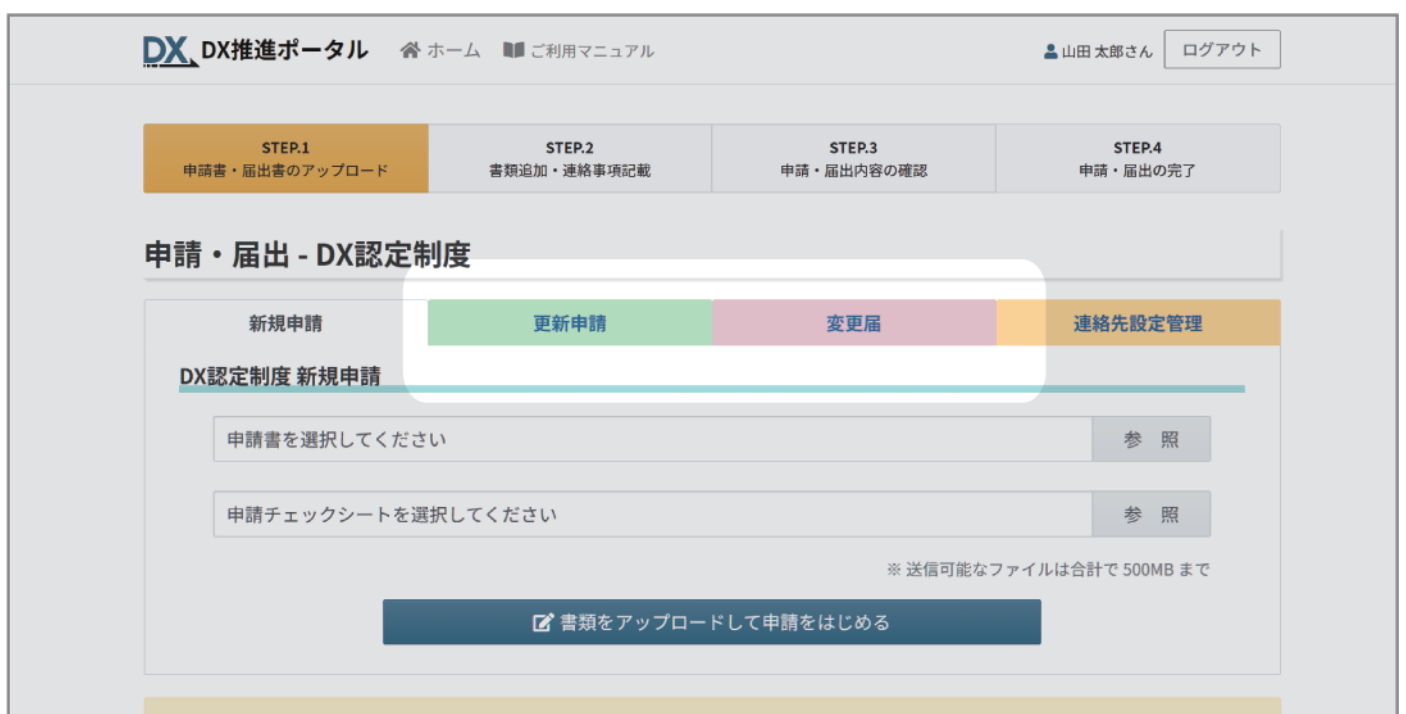 DX DX推進ポータル ホーム ご利用マニュアル 山田 太郎さん ログアウト
STEP.1 STEP.2 STEP.3 STEP.4
申請書・届出書のアップロード 書類追加・連絡事項記載 申請・届出内容の確認 申請・届出の完了
申請・届出 - DX認定制度
新規申請 更新申請 変更届 連絡先設定管理
DX認定制度 新規申請
申請書を選択してください 参 照
申請チェックシートを選択してください 参 照
※ 送信可能なファイルは合計で 500MB まで
書類をアップロードして申請をはじめる